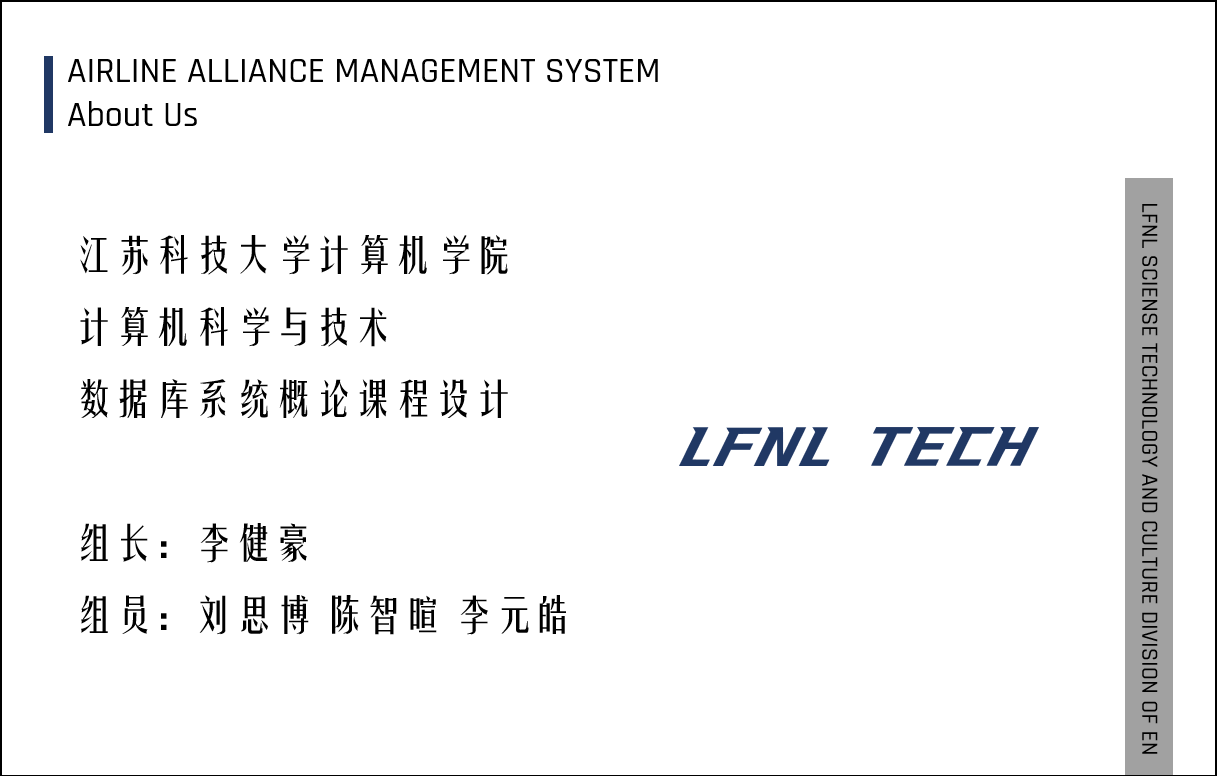 AIRLINE ALLIANCE MANAGEMENT SYSTEM
About Us
江苏科技大学计算机学院
计算机科学与技术
数据库系统概论课程设计
LFNL TECH
组长：李健豪
组员：刘思博 陈智暄 李元皓
LFNL SCIENSE TECHNOLOGY AND CULTURE DIVISION OF EN